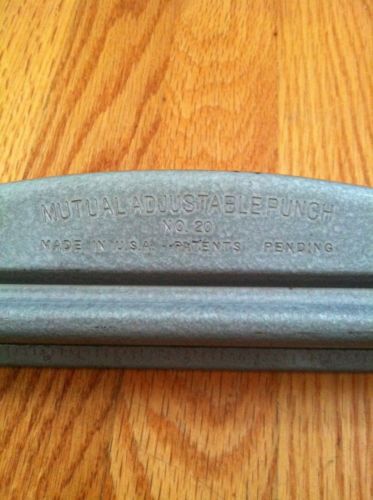 MUTUAL ADJUSTABLE PUNCH
NO. 20
MADE IN U.S.A. - PATENTS PENDING